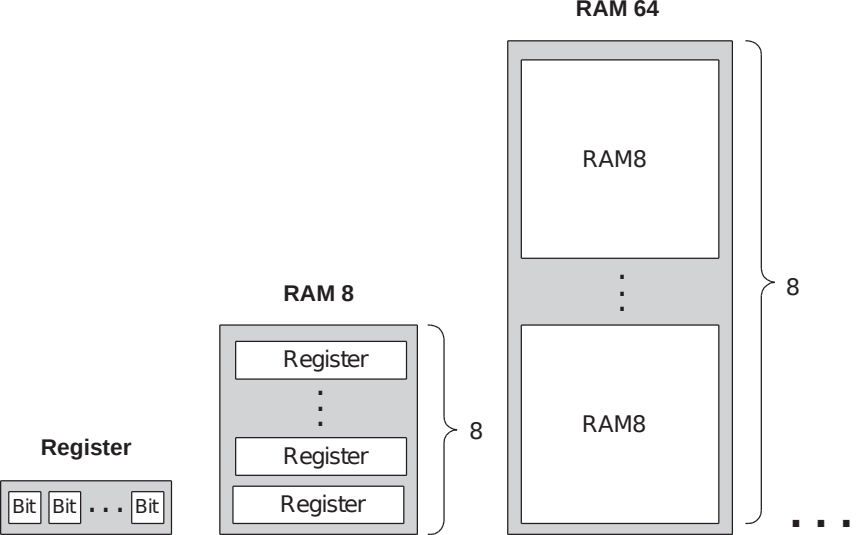 RAM 64
RAM8
.
.
.
8
RAM8
RAM 8
Register
.
.
.
Register
Register
8
Register
Bit Bit ... Bit
...